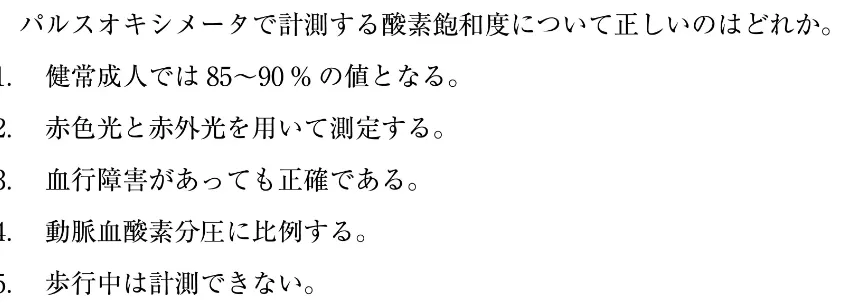 パルスオキシメータで計測する酸素飽和度について正しいのはどれか。
1. 健常成人では 85〜90 % の値となる。
2. 赤色光と赤外光を用いて測定する。
3. 血行障害があっても正確である。
4. 動脈血酸素分圧に比例する。
5. 歩行中は計測できない。